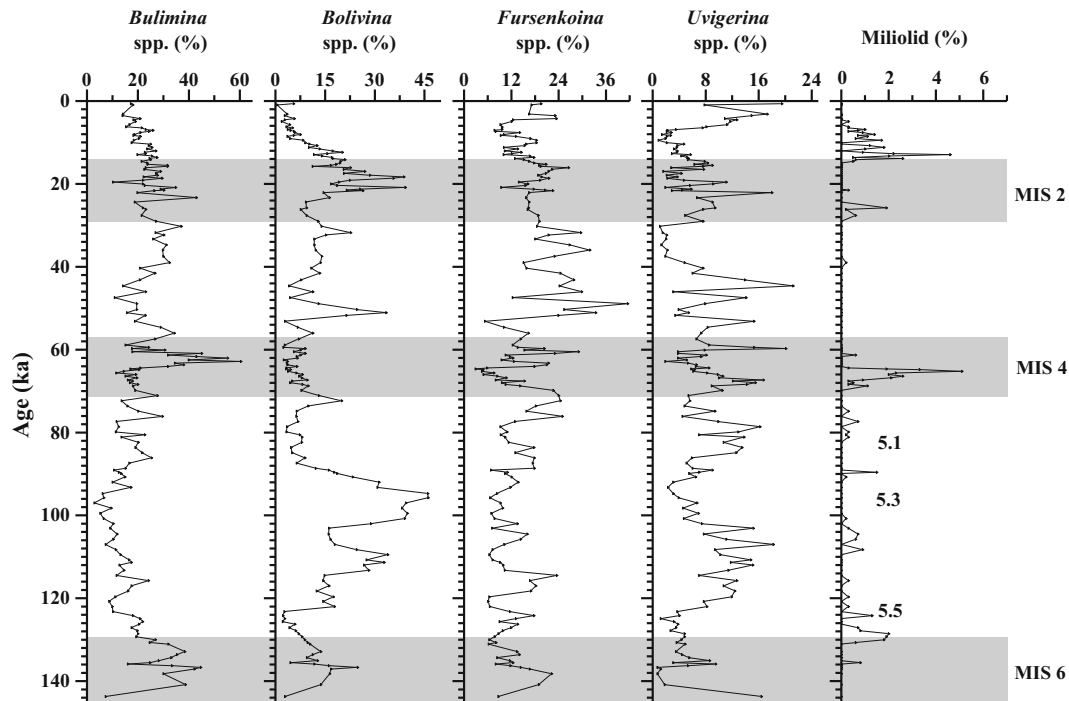 Bulimina
spp. (%)
Bolivina
spp. (%)
Fursenkoina
spp. (%)
Uvigerina
spp. (%)
Miliolid (%)
0 20 40 60
0 15 30 45
0 12 24 36
0 8 16 24
0 2 4 6
Age (ka)
0
20
40
60
80
100
120
140
MIS 2
MIS 4
5.1
5.3
5.5
MIS 6